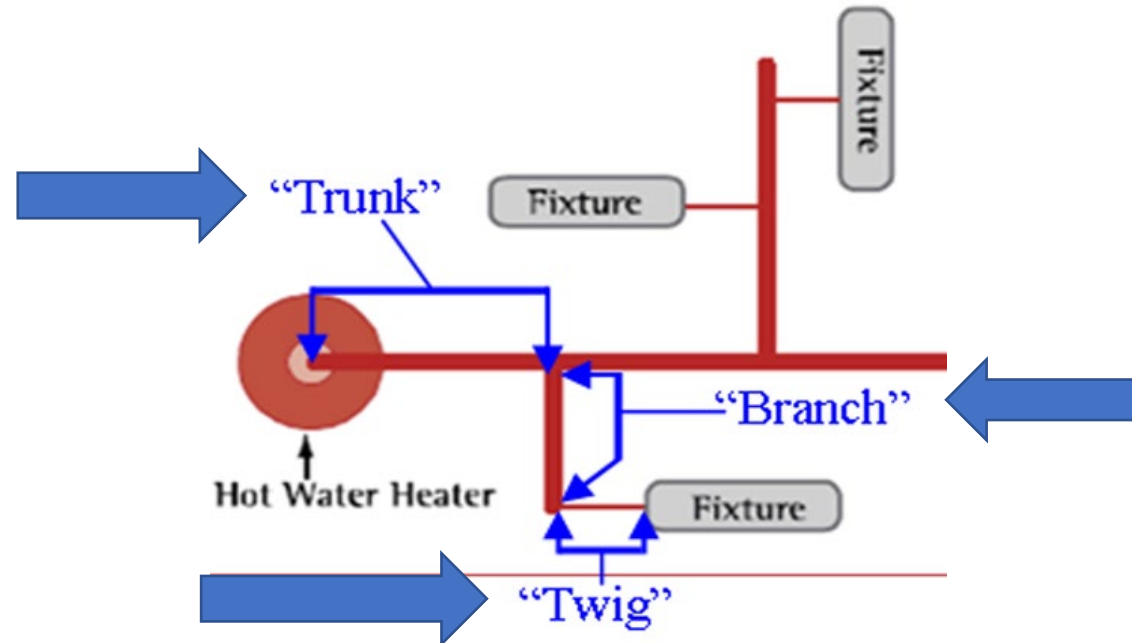 Fixture
“Trunk”
Fixture
“Branch”
Hot Water Heater
Fixture
“Twig”